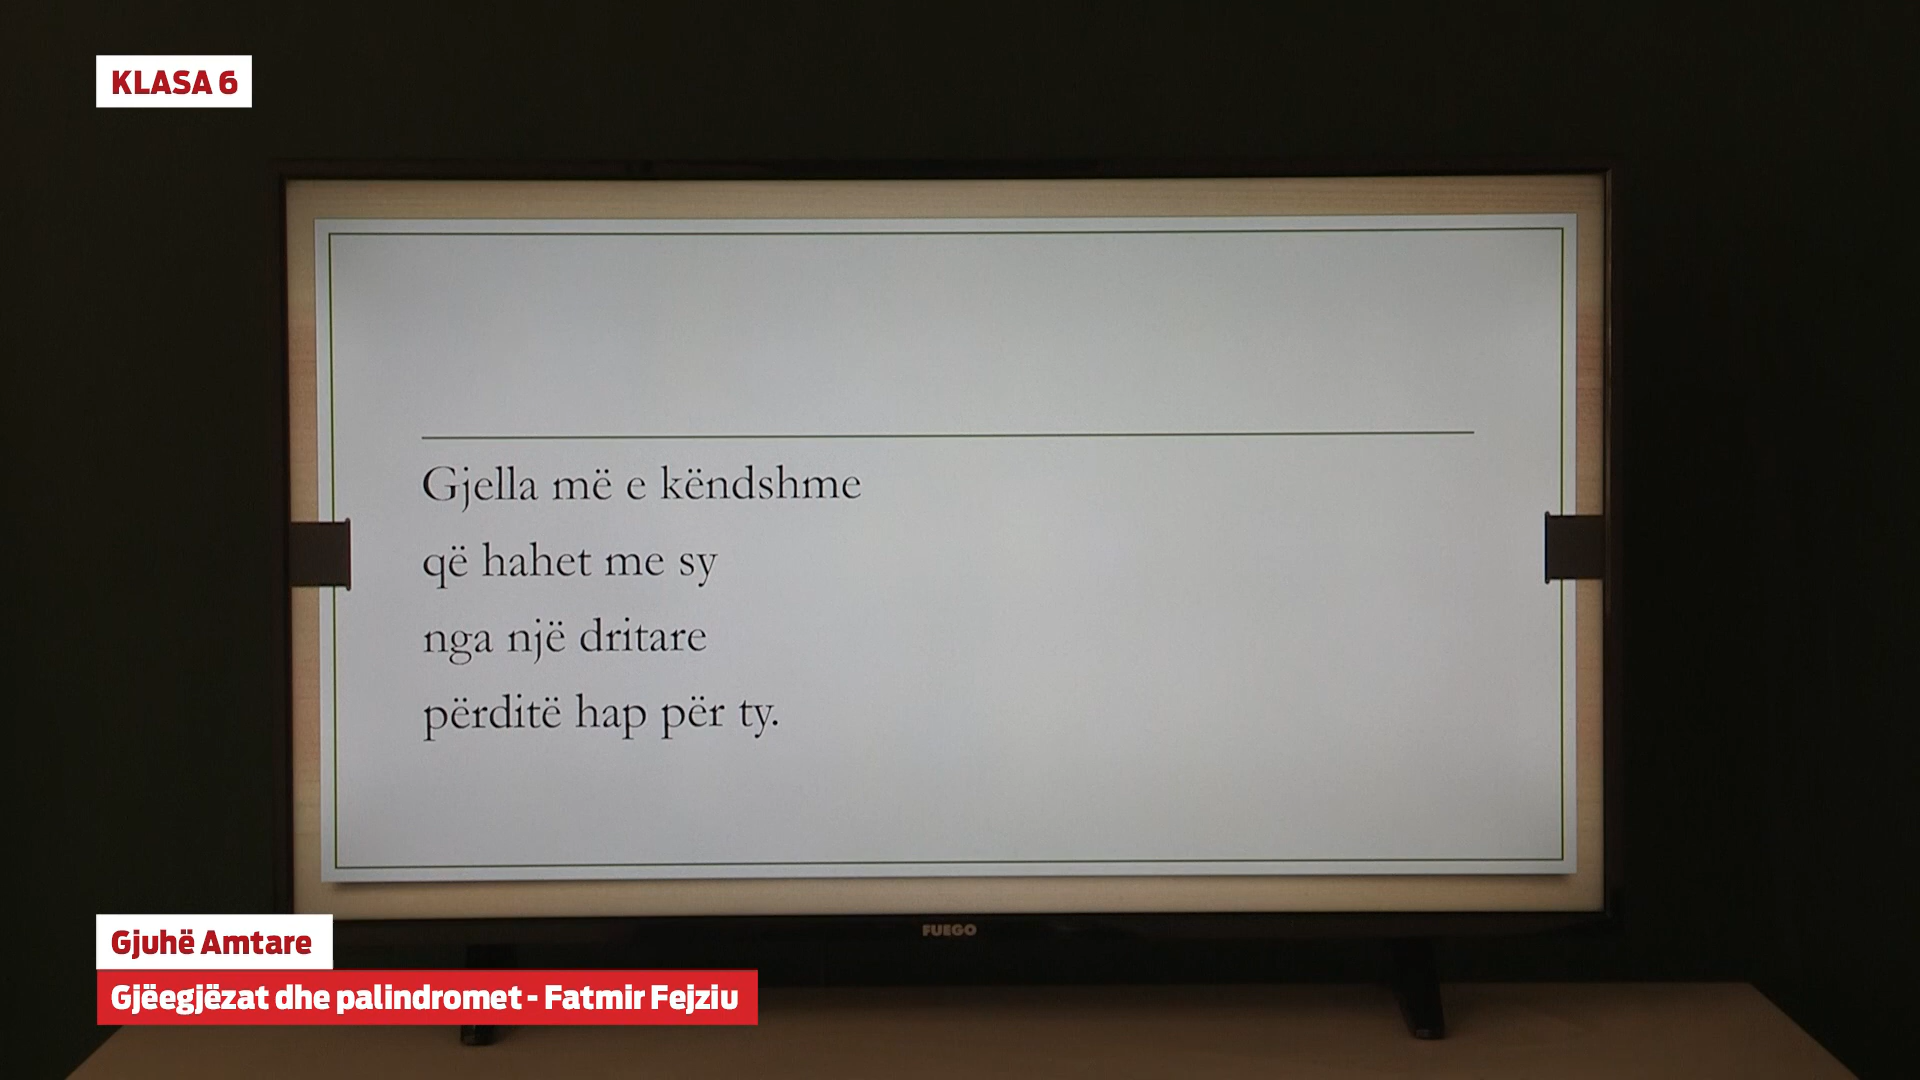 KLASA 6
Gjella më e këndshme
që hahet me sy
nga një dritare
përditë hap për ty.
FUEGO
Gjuhë Amtare
Gjëegjëzat dhe palindromet - Fatmir Fejziu